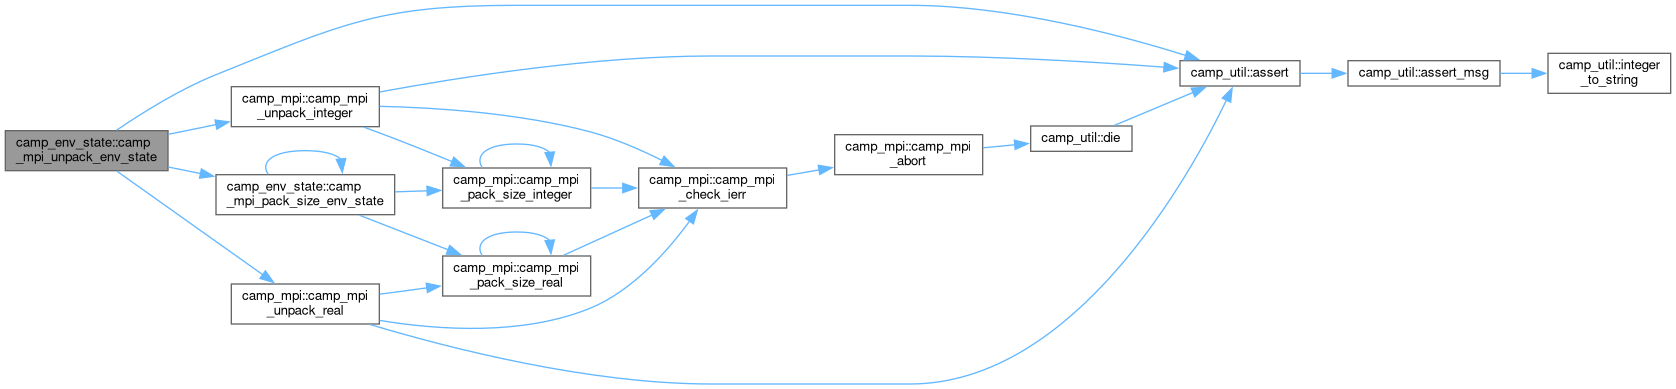 camp_env_state::camp
_mpi_unpack_env_state
camp_mpi::camp_mpi
_unpack_integer
camp_env_state::camp
_mpi_pack_size_env_state
camp_mpi::camp_mpi
_unpack_real
camp_mpi::camp_mpi
_pack_size_integer
camp_mpi::camp_mpi
_pack_size_real
camp_mpi::camp_mpi
_check_ierr
camp_mpi::camp_mpi
_abort
camp_util::die
camp_util::assert
camp_util::assert_msg
camp_util::integer
_to_string